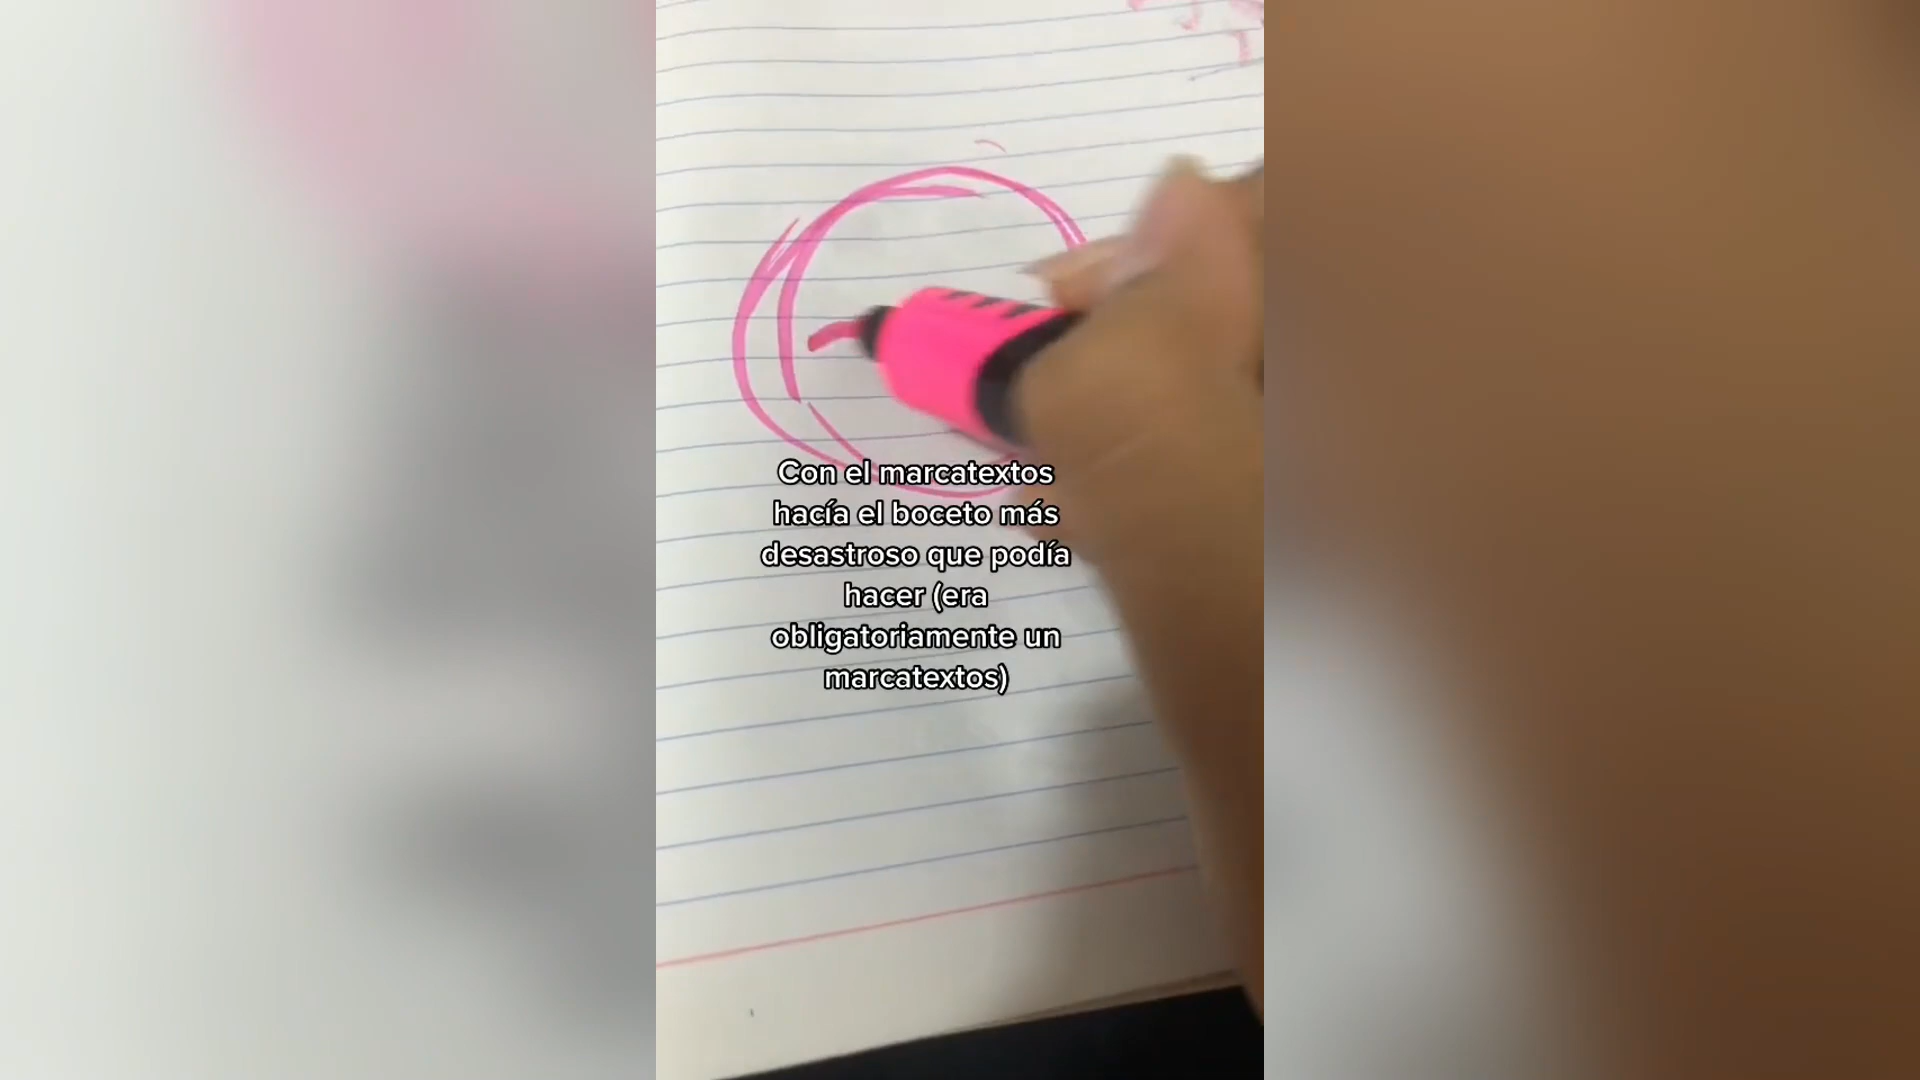 Con el marcatextos
hacía el boceto más
desastroso que podía
hacer (era
obligatoriamente un
marcatextos)